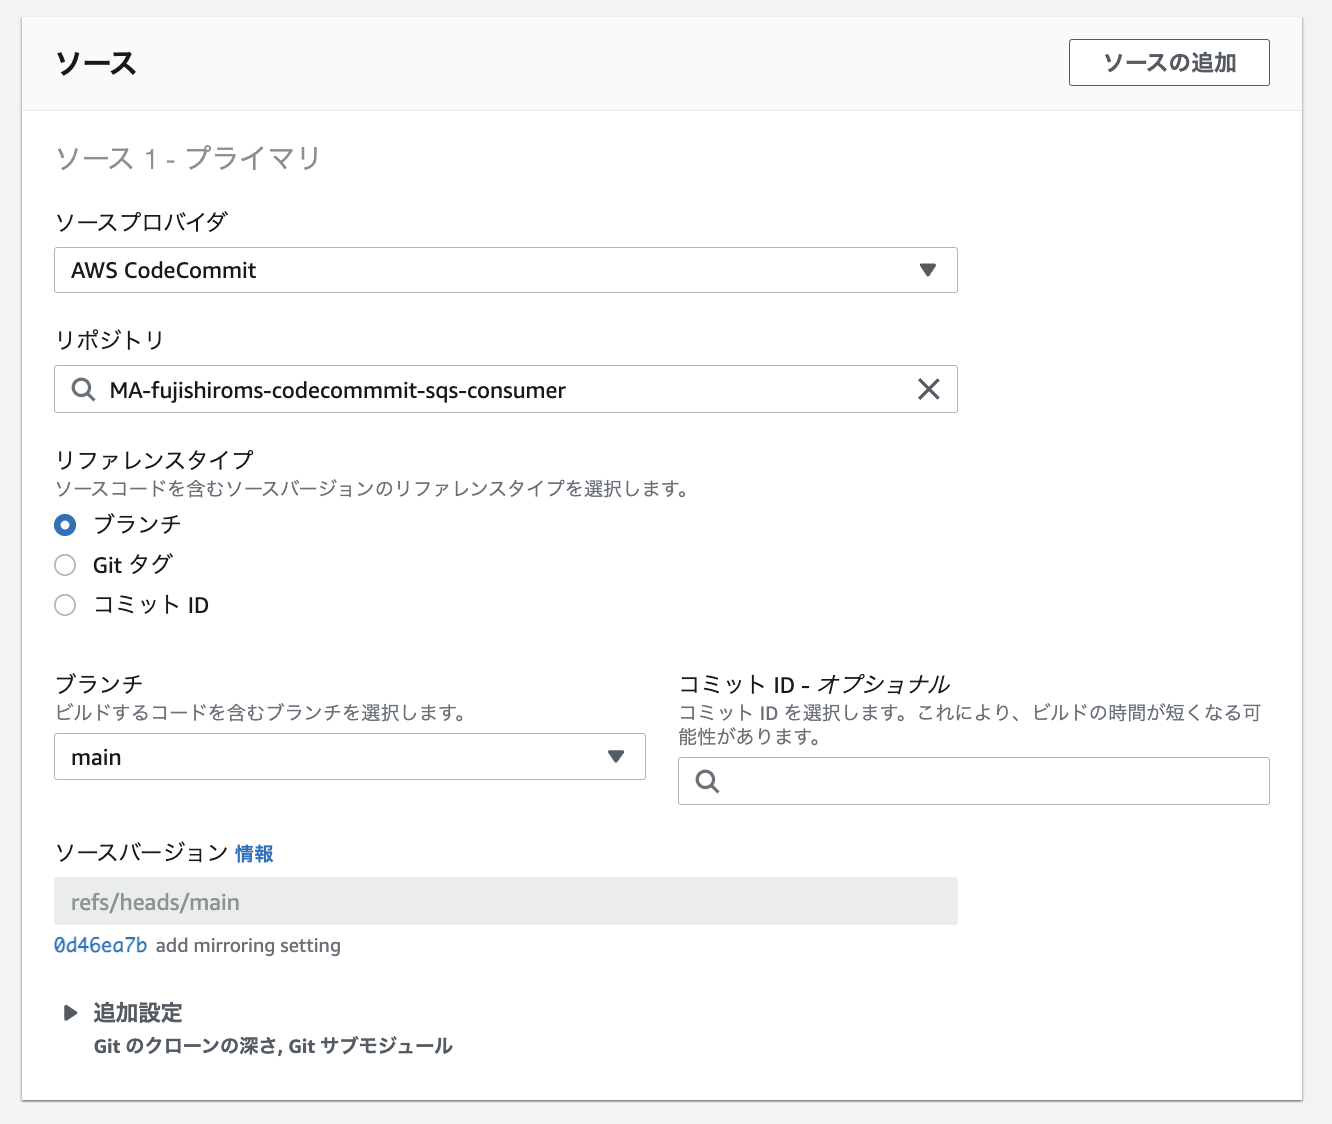 ソース
ソースの追加
ソース 1 - プライマリ
ソースプロバイダ
AWS CodeCommit
リポジトリ
MA-fujishiroms-codecommmit-sqs-consumer
リファレンスタイプ
ソースコードを含むソースバージョンのリファレンスタイプを選択します。
ブランチ
Git タグ
コミット ID
ブランチ
ビルドするコードを含むブランチを選択します。
main
コミット ID - オプショナル
コミット ID を選択します。これにより、ビルドの時間が短くなる可
能性があります。
ソースバージョン 情報
refs/heads/main
0d46ea7b add mirroring setting
追加設定
Git のクローンの深さ, Git サブモジュール